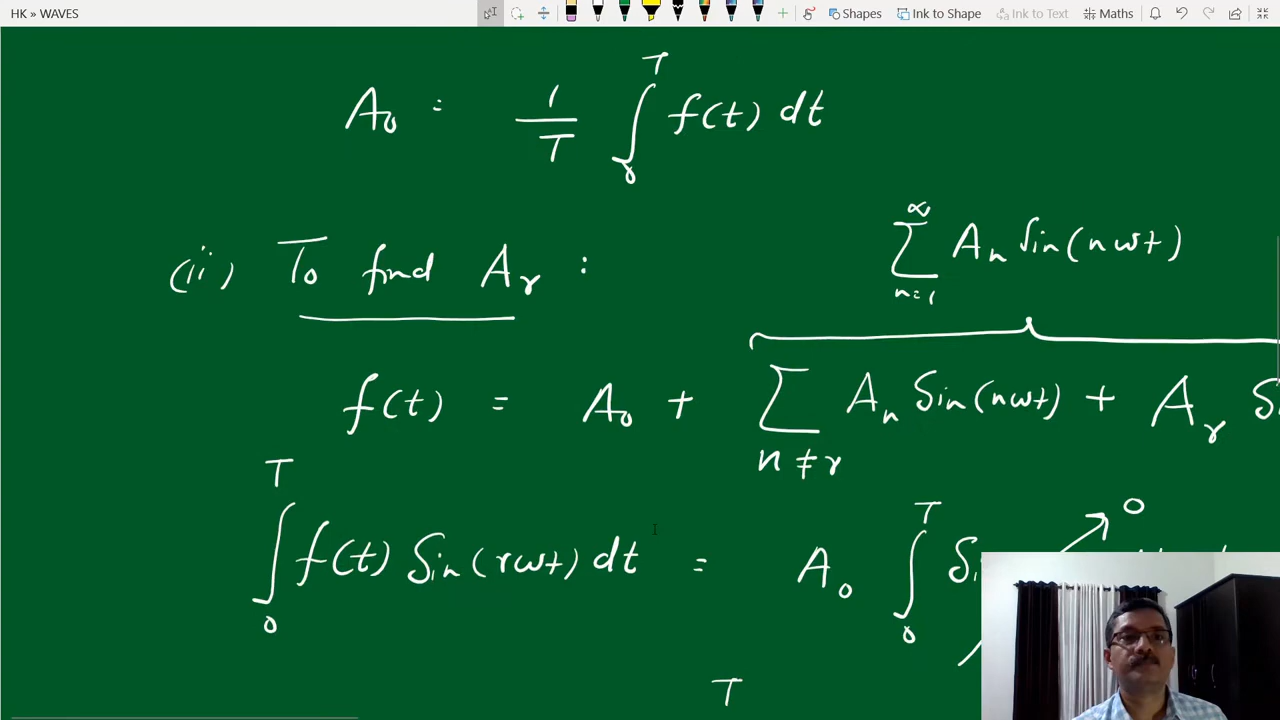 HK » WAVES
Shapes Ink to Shape Ink to Text Maths
A₀ = 1/T ∫₀ᵀ f(t) dt
∑ₙ₌₁^∞ Aₙ Sin(nωt)
(ii) To find Aᵣ :
f(t) = A₀ + ∑ₙ≠ᵣ Aₙ Sin(nωt) + Aᵣ
∫₀ᵀ f(t) Sin(rωt) dt = A₀ ∫₀ᵀ → 0
T